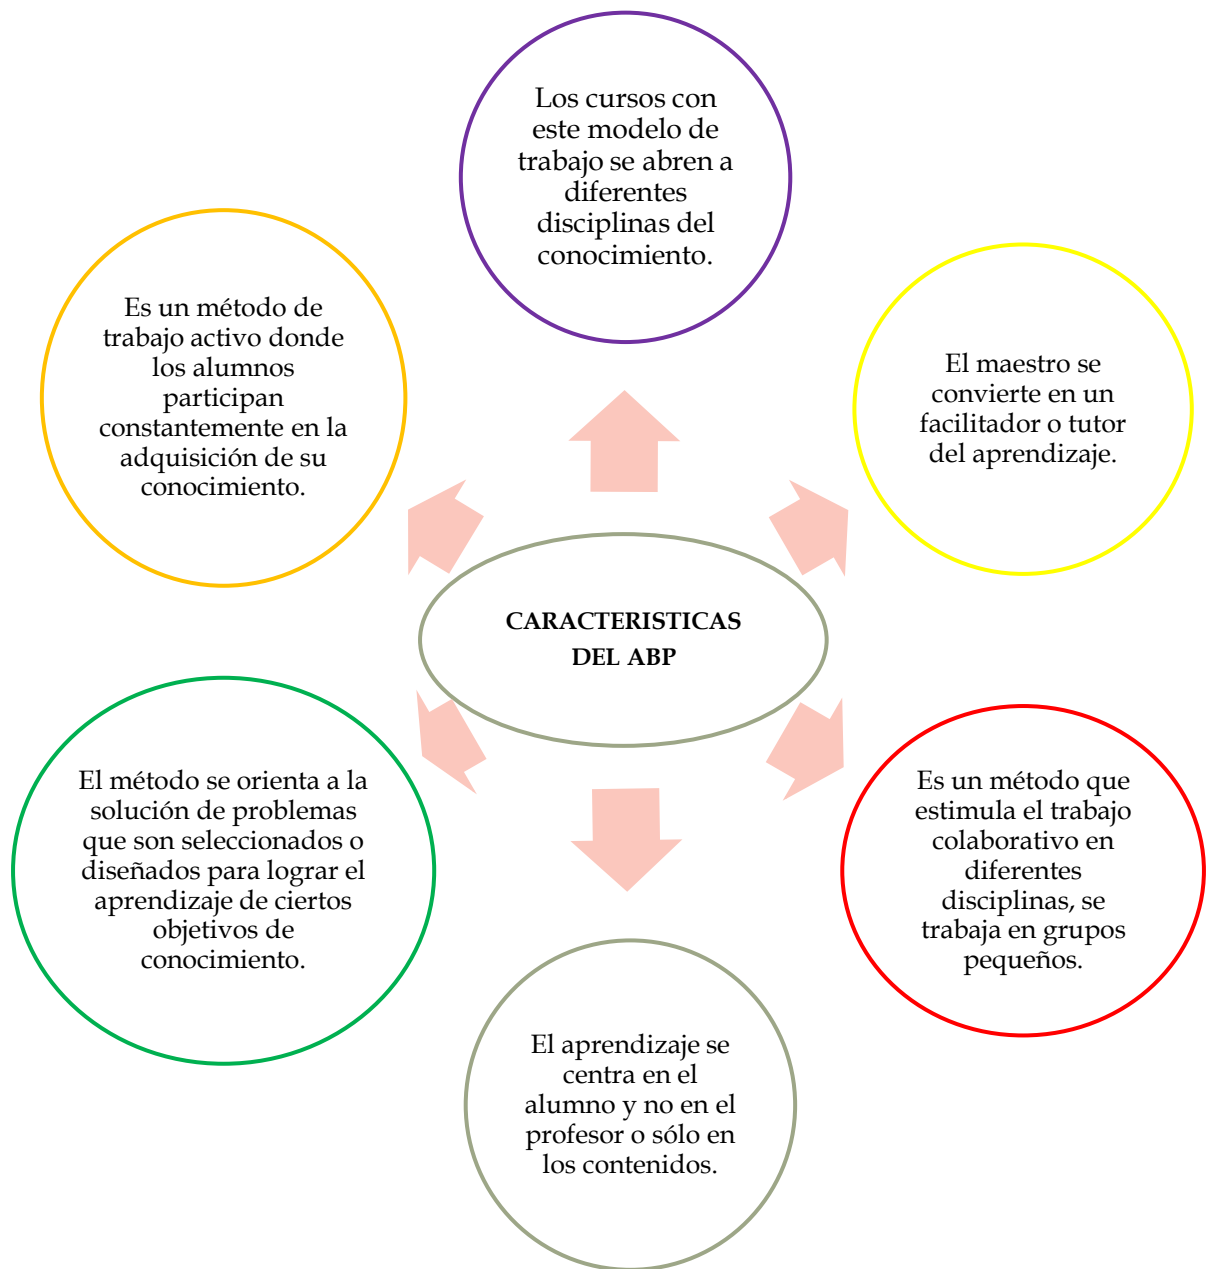 Los cursos con
este modelo de
trabajo se abren a
diferentes
disciplinas del
conocimiento.
Es un método de
trabajo activo donde
los alumnos
participan
constantemente en la
adquisición de su
conocimiento.
El maestro se
convierte en un
facilitador o tutor
del aprendizaje.
CARACTERISTICAS
DEL ABP
El método se orienta a la
solución de problemas
que son seleccionados o
diseñados para lograr el
aprendizaje de ciertos
objetivos de
conocimiento.
Es un método que
estimula el trabajo
colaborativo en
diferentes
disciplinas, se
trabaja en grupos
pequeños.
El aprendizaje se
centra en el
alumno y no en el
profesor o sólo en
los contenidos.